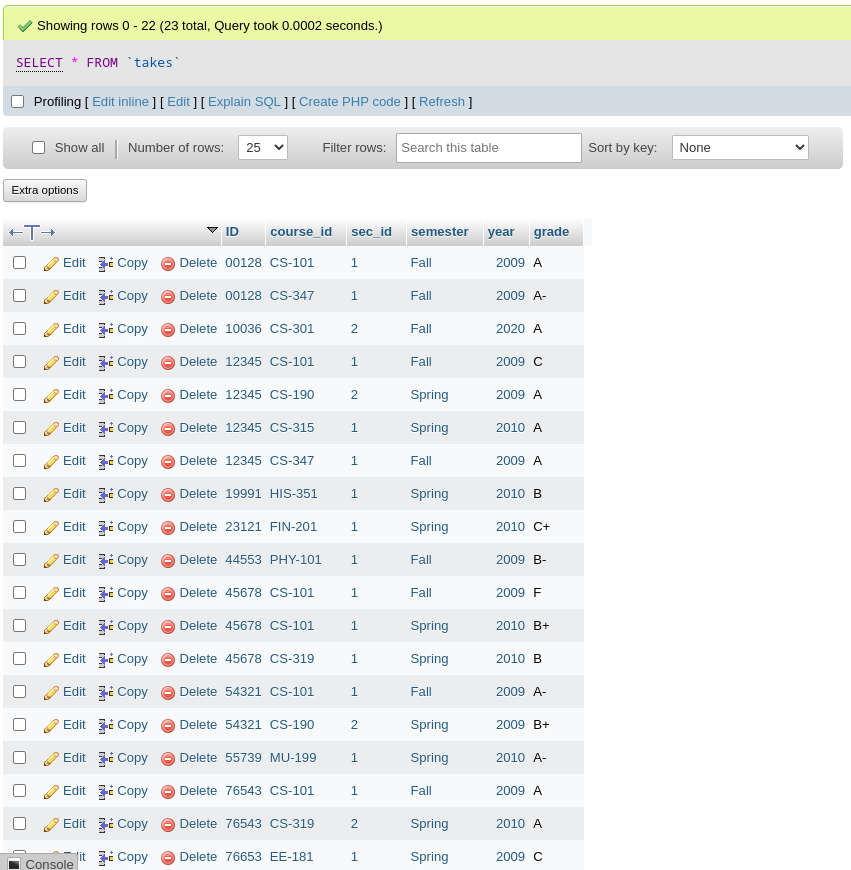 Showing rows 0 - 22 (23 total, Query took 0.0002 seconds.)
SELECT * FROM `takes`
Profiling [ Edit inline ] [ Edit ] [ Explain SQL ] [ Create PHP code ] [ Refresh ]
Show all | Number of rows: 25 Filter rows: Search this table Sort by key: None
Extra options
←T→ ID course_id sec_id semester year grade
Edit Copy Delete 00128 CS-101 1 Fall 2009 A
Edit Copy Delete 00128 CS-347 1 Fall 2009 A-
Edit Copy Delete 10036 CS-301 2 Fall 2020 A
Edit Copy Delete 12345 CS-101 1 Fall 2009 C
Edit Copy Delete 12345 CS-190 2 Spring 2009 A
Edit Copy Delete 12345 CS-315 1 Spring 2010 A
Edit Copy Delete 12345 CS-347 1 Fall 2009 A
Edit Copy Delete 19991 HIS-351 1 Spring 2010 B
Edit Copy Delete 23121 FIN-201 1 Spring 2010 C+
Edit Copy Delete 44553 PHY-101 1 Fall 2009 B-
Edit Copy Delete 45678 CS-101 1 Fall 2009 F
Edit Copy Delete 45678 CS-101 1 Spring 2010 B+
Edit Copy Delete 45678 CS-319 1 Spring 2010 B
Edit Copy Delete 54321 CS-101 1 Fall 2009 A-
Edit Copy Delete 54321 CS-190 2 Spring 2009 B+
Edit Copy Delete 55739 MU-199 1 Spring 2010 A-
Edit Copy Delete 76543 CS-101 1 Fall 2009 A
Edit Copy Delete 76543 CS-319 2 Spring 2010 A
Copy Delete 76653 EE-181 1 Spring 2009 C
Console